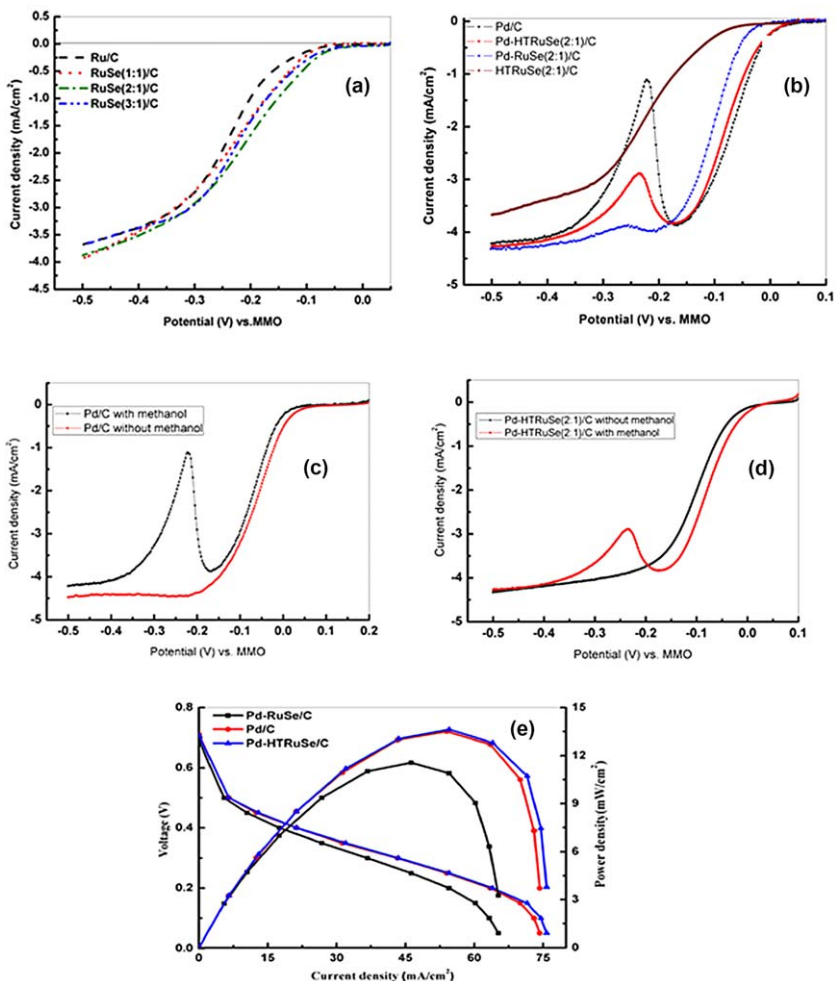 0.5
0.0
-0.5
-1.0
-1.5
-2.0
-2.5
-3.0
-3.5
-4.0
-4.5
Current density (mA/cm²)
Ru/C
RuSe(1:1)/C
RuSe(2:1)/C
RuSe(3:1)/C
(a)
-0.5 -0.4 -0.3 -0.2 -0.1 0.0
Potential (V) vs.MMO
0
-1
-2
-3
-4
-5
Current density (mA/cm²)
Pd/C
Pd-HTRuSe(2:1)/C
Pd-RuSe(2:1)/C
HTRuSe(2:1)/C
(b)
-0.5 -0.4 -0.3 -0.2 -0.1 0.0 0.1
Potential (V) vs. MMO
0
-1
-2
-3
-4
-5
Current density (mA/cm²)
Pd/C with methanol
Pd/C without methanol
(c)
-0.5 -0.4 -0.3 -0.2 -0.1 0.0 0.1 0.2
Potential (V) vs. MMO
0
-1
-2
-3
-4
-5
Current density (mA/cm²)
Pd-HTRuSe(2:1)/C without methanol
Pd-HTRuSe(2:1)/C with methanol
(d)
-0.5 -0.4 -0.3 -0.2 -0.1 0.0 0.1
Potential (V) vs. MMO
0.8
0.6
0.4
0.2
0.0
Voltage (V)
Pd-RuSe/C
Pd/C
Pd-HTRuSe/C
(e)
15
12
9
6
3
0
Power density(mW/cm²)
0 15 30 45 60 75
Current density (mA/cm²)